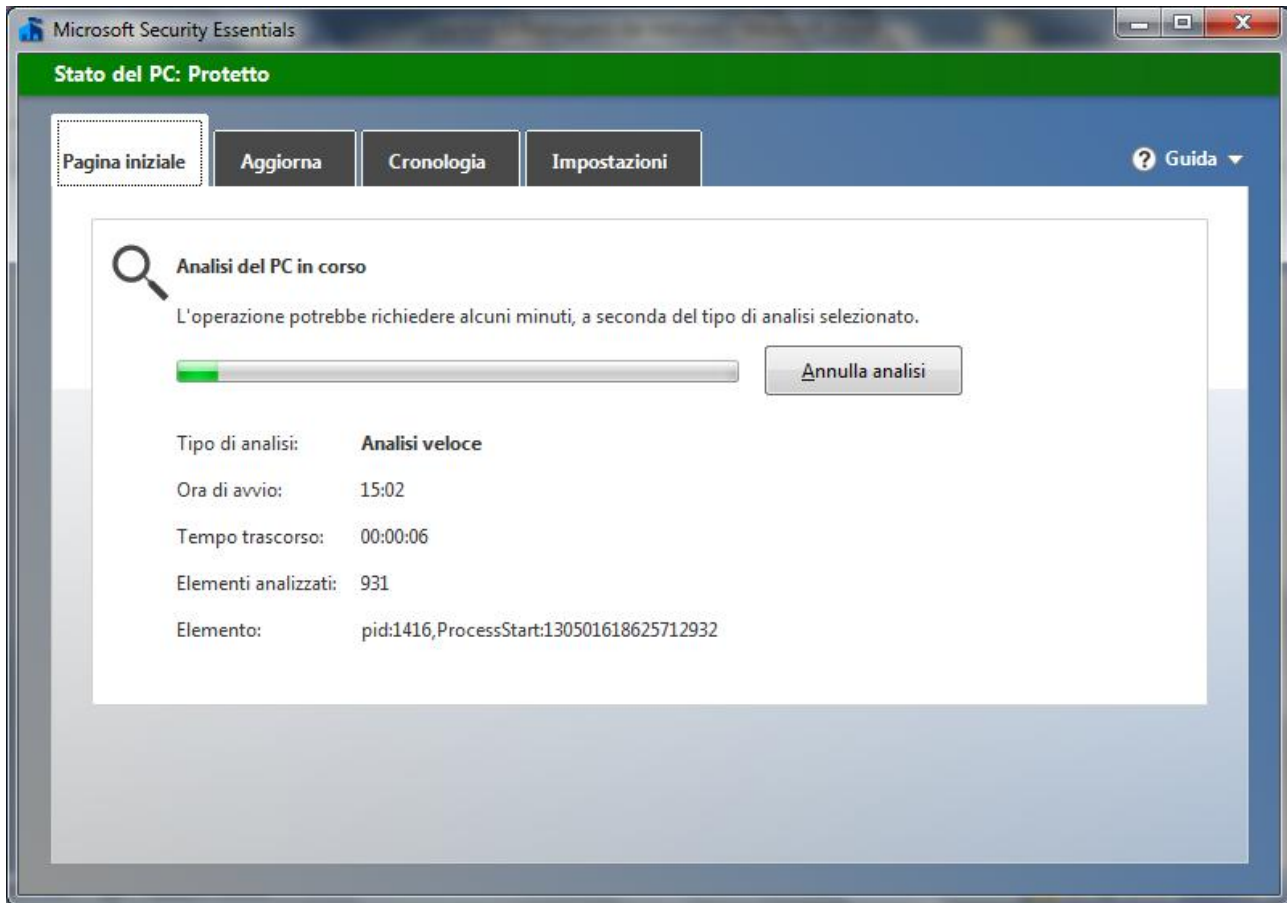 Microsoft Security Essentials
Stato del PC: Protetto
Pagina iniziale
Aggiorna
Cronologia
Impostazioni
? Guida
Analisi del PC in corso
L'operazione potrebbe richiedere alcuni minuti, a seconda del tipo di analisi selezionato.
Annulla analisi
Tipo di analisi: Analisi veloce
Ora di avvio: 15:02
Tempo trascorso: 00:00:06
Elementi analizzati: 931
Elemento: pid:1416,ProcessStart:130501618625712932